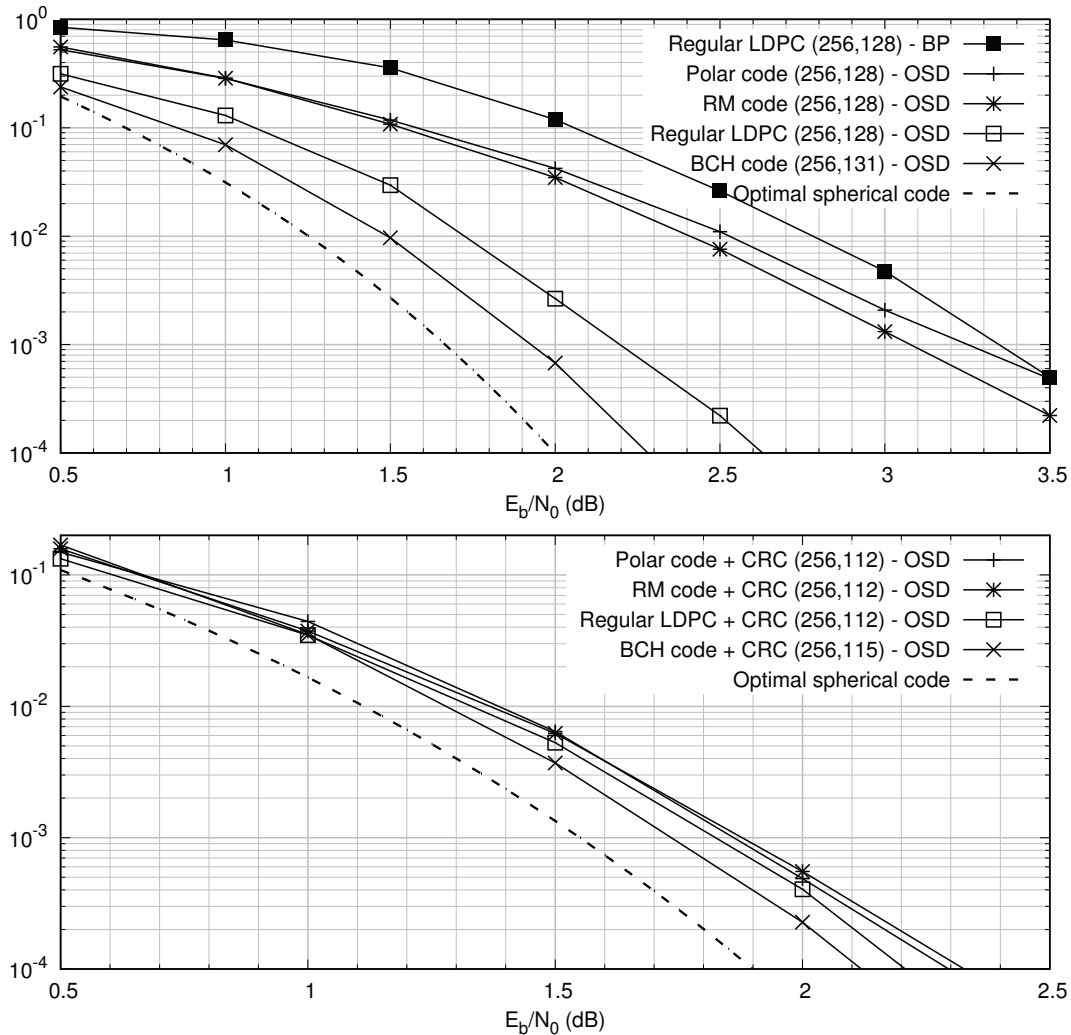 10^0
10^-1
10^-2
10^-3
10^-4
Regular LDPC (256,128) - BP
Polar code (256,128) - OSD
RM code (256,128) - OSD
Regular LDPC (256,128) - OSD
BCH code (256,131) - OSD
Optimal spherical code
0.5 1 1.5 2 2.5 3 3.5
E_b/N_0 (dB)
10^-1
10^-2
10^-3
10^-4
Polar code + CRC (256,112) - OSD
RM code + CRC (256,112) - OSD
Regular LDPC + CRC (256,112) - OSD
BCH code + CRC (256,115) - OSD
Optimal spherical code
0.5 1 1.5 2 2.5
E_b/N_0 (dB)